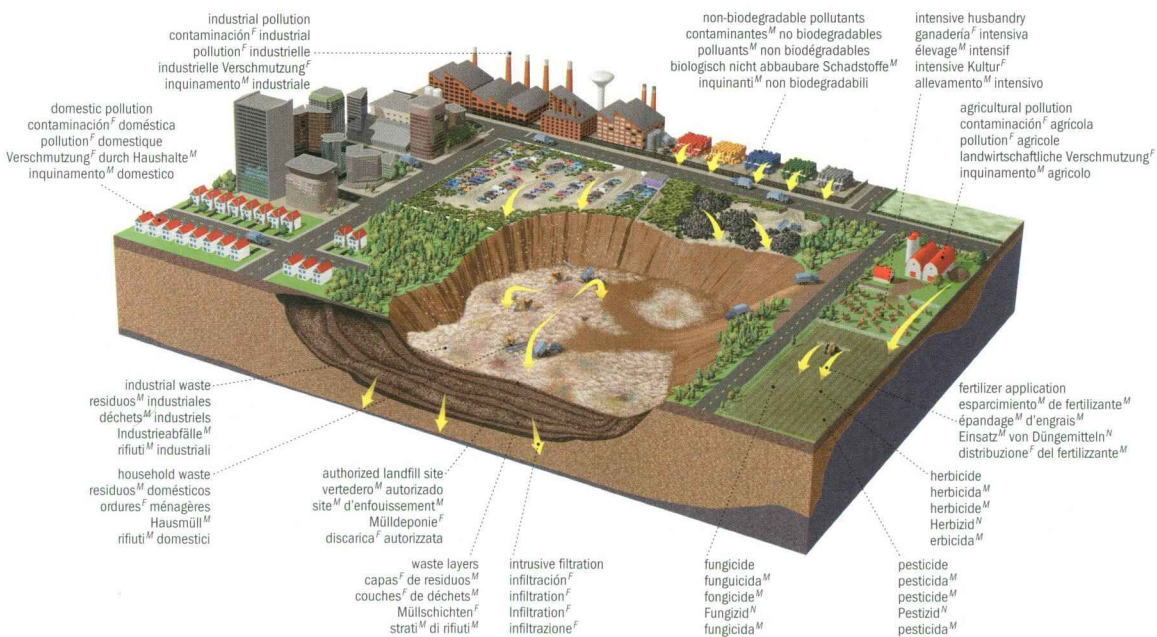 industrial pollution
contaminación^F industrial
pollution^F industrielle
industrielle Verschmutzung^F
inquinamento^M industriale
non-biodegradable pollutants
contaminantes^M no biodegradables
polluants^M non biodégradables
biologisch nicht abbaubare Schadstoffe^M
inquinanti^M non biodegradabili
intensive husbandry
ganadería^F intensiva
élevage^M intensif
intensive Kultur^F
allevamento^M intensivo
domestic pollution
contaminación^F doméstica
pollution^F domestique
Verschmutzung^F durch Haushalte^M
inquinamento^M domestico
agricultural pollution
contaminación^F agrícola
pollution^F agricole
landwirtschaftliche Verschmutzung^F
inquinamento^M agricolo
industrial waste
residuos^M industriales
déchets^M industriels
Industrieabfälle^M
rifiuti^M industriali
fertilizer application
esparcimiento^M de fertilizante^M
épandage^M d'engrais^M
Einsatz^M von Düngemitteln^N
distribuzione^F del fertilizzante^M
household waste
residuos^M domésticos
ordures^F ménagères
Hausmüll^M
rifiuti^M domestici
authorized landfill site
vertedero^M autorizado
site^M d'enfouissement^M
Mülldeponie^F
discarica^F autorizzata
herbicide
herbicida^M
herbicide^M
Herbizid^N
erbicida^M
waste layers
capas^F de residuos^M
couches^F de déchets^M
Müllschichten^F
strati^M di rifiuti^M
intrusive filtration
infiltración^F
infiltration^F
Infiltration^F
infiltrazione^F
fungicide
funguicida^M
fongicide^M
Fungizid^N
fungicida^M
pesticide
pesticida^M
pesticide^M
Pestizid^N
pesticida^M